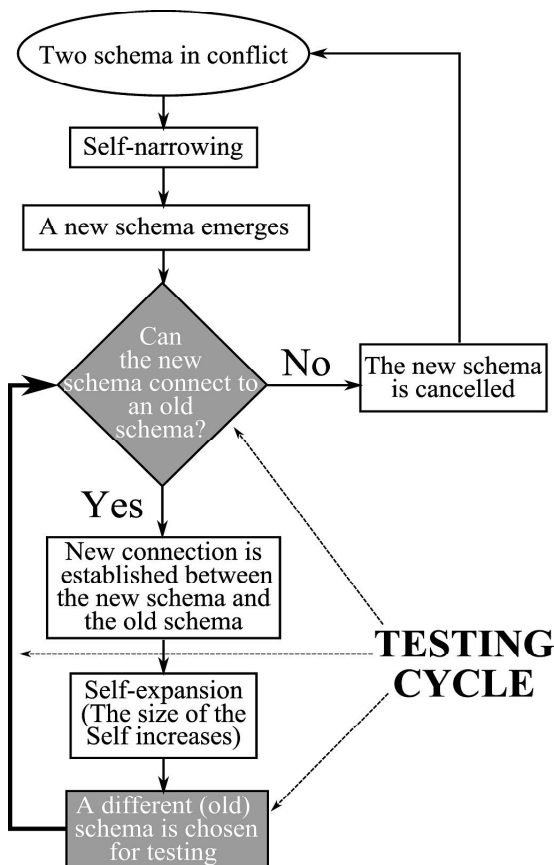 Two schema in conflict
Self-narrowing
A new schema emerges
Can
the new
schema connect to
an old
schema?
No
The new schema
is cancelled
Yes
New connection is
established between
the new schema and
the old schema
TESTING
CYCLE
Self-expansion
(The size of the
Self increases)
A different (old)
schema is chosen
for testing